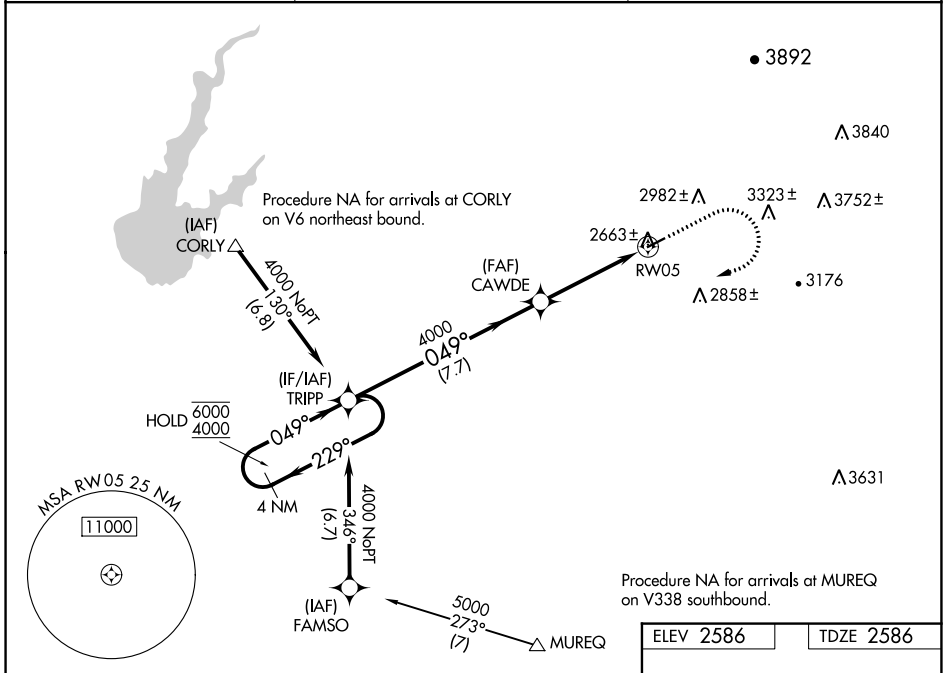 3892
3840
Procedure NA for arrivals at CORLY
on V6 northeast bound.
2982±
3323±
3752±
(IAF)
CORLY
2663±
RW05
(FAF)
CAWDE
3176
2858±
4000 NoPT
130°
(6.8)
4000
049°
(7.7)
(IF/IAF)
TRIPP
HOLD
6000
4000
049°
229°
4 NM
3631
MSA RW05 25 NM
11000
4000 NoPT
346°
(6.7)
(IAF)
FAMSO
5000
273°
(7)
MUREQ
Procedure NA for arrivals at MUREQ
on V338 southbound.
ELEV 2586
TDZE 2586